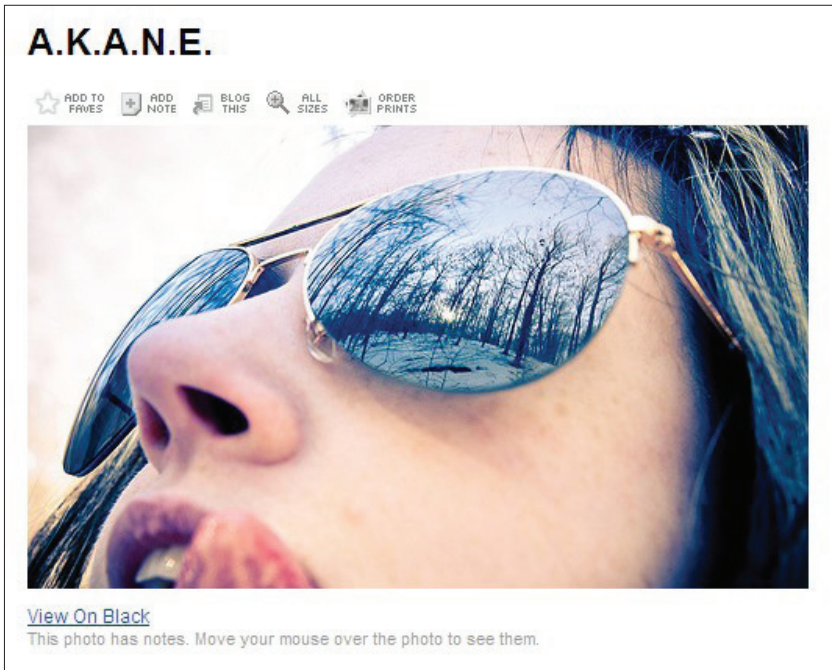 A.K.A.N.E.
ADD TO FAVES
ADD NOTE
BLOG THIS
ALL SIZES
ORDER PRINTS
View On Black
This photo has notes. Move your mouse over the photo to see them.